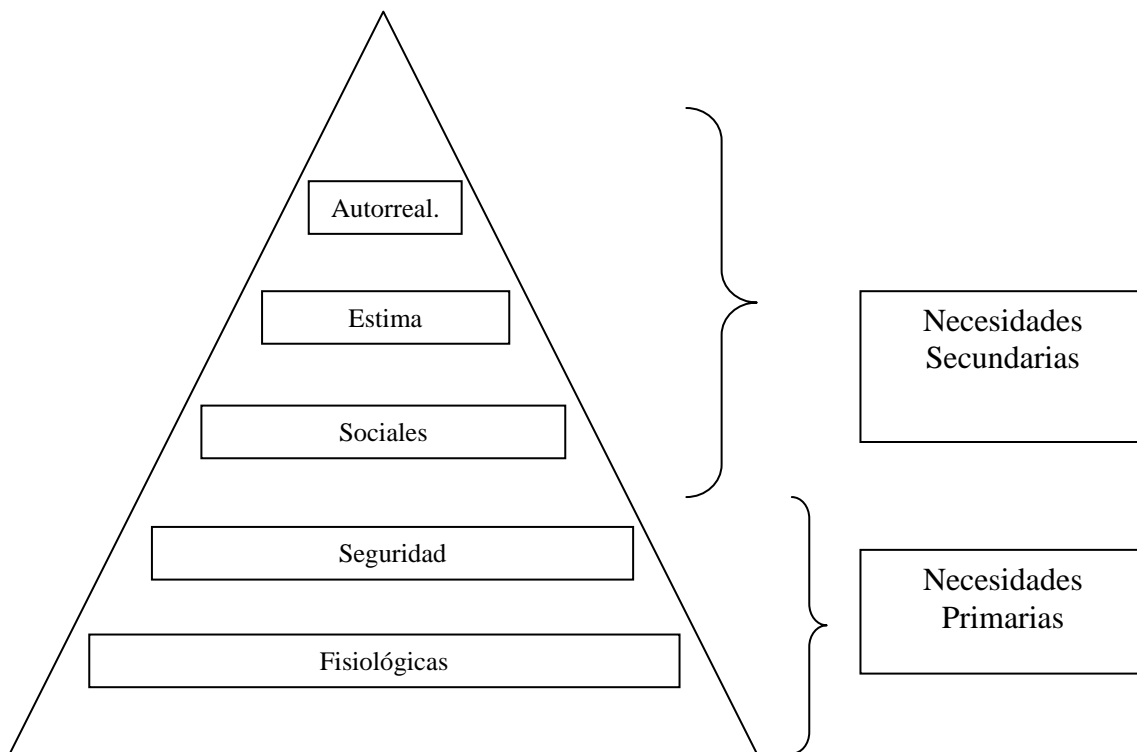 Autorreal.
Estima
Sociales
Seguridad
Fisiológicas
Necesidades
Secundarias
Necesidades
Primarias